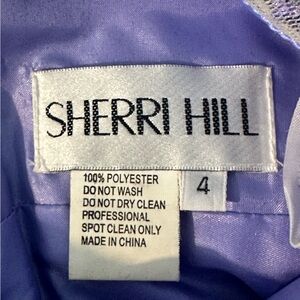 SHERRI HILL
4
100% POLYESTER
DO NOT WASH
DO NOT DRY CLEAN
PROFESSIONAL
SPOT CLEAN ONLY
MADE IN CHINA